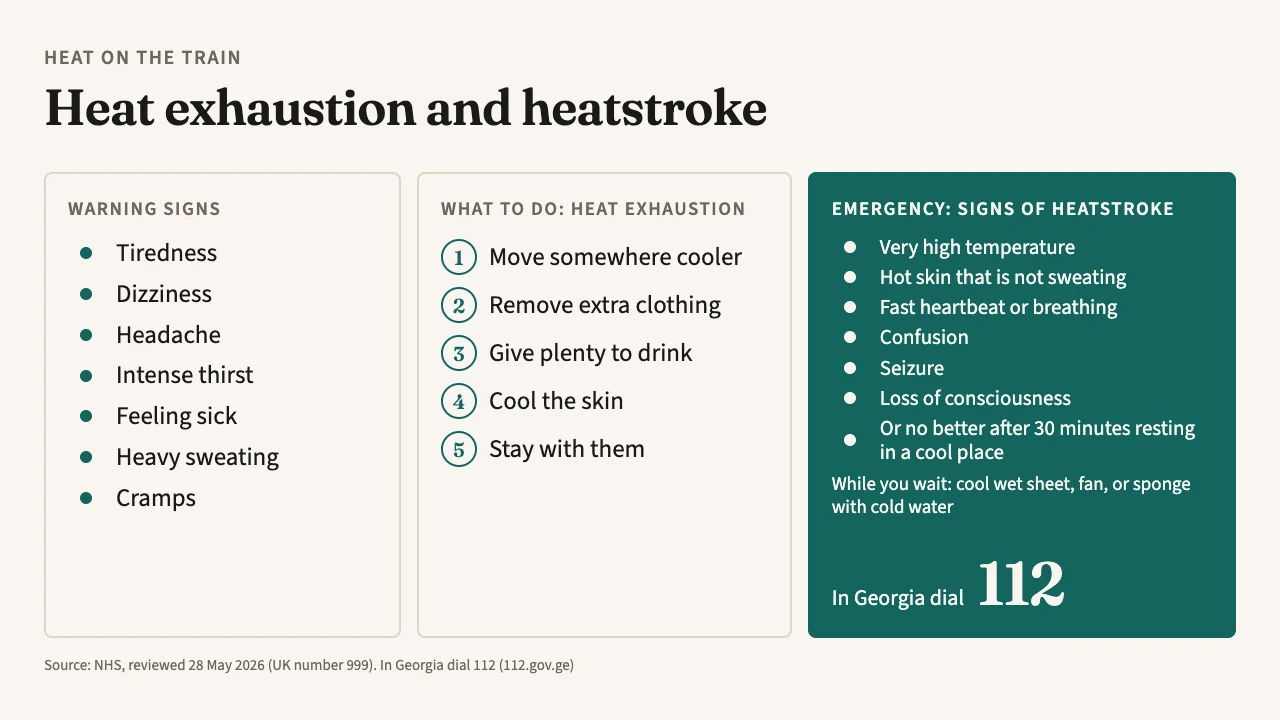 HEAT ON THE TRAIN
Heat exhaustion and heatstroke
WARNING SIGNS
Tiredness
Dizziness
Headache
Intense thirst
Feeling sick
Heavy sweating
Cramps
WHAT TO DO: HEAT EXHAUSTION
1 Move somewhere cooler
2 Remove extra clothing
3 Give plenty to drink
4 Cool the skin
5 Stay with them
EMERGENCY: SIGNS OF HEATSTROKE
Very high temperature
Hot skin that is not sweating
Fast heartbeat or breathing
Confusion
Seizure
Loss of consciousness
Or no better after 30 minutes resting
in a cool place
While you wait: cool wet sheet, fan, or sponge
with cold water
In Georgia dial 112
Source: NHS, reviewed 28 May 2026 (UK number 999). In Georgia dial 112 (112.gov.ge)